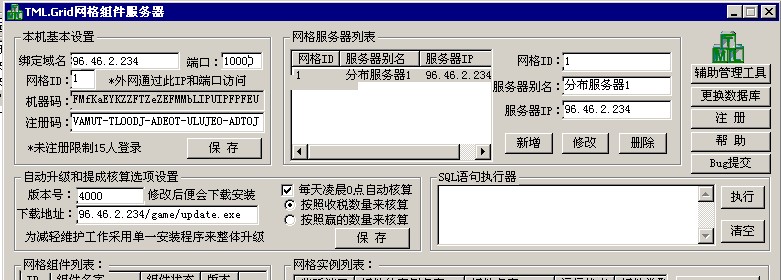 TML.Grid网格组件服务器
本机基本设置
绑定域名: 96.46.2.234 端口: 1000
网格ID: 1 *外网通过此IP和端口访问
机器码:
注册码: VAMUT-TLOODJ-ADEOT-ULUJEO-ADTOJ
*未注册限制15人登录 保 存
网格服务器列表
网格ID 服务器别名 服务器IP
1 分布服务器1 96.46.2.234
网格ID: 1
服务器别名: 分布服务器1
服务器IP: 96.46.2.234
新增 修改 删除
MTC
辅助管理工具
更换数据库
注 册
帮 助
Bug提交
自动升级和提成核算选项设置
版本号: 4000 修改后便会下载安装
下载地址: 96.46.2.234/game/update.exe
为减轻维护工作采用单一安装程序来整体升级
每天凌晨0点自动核算
按照收税数量来核算
按照赢的数量来核算
保 存
SQL语句执行器
执行
清空
网格组件列表:
ID 组件名字 组件状态 版本
网格实例列表: